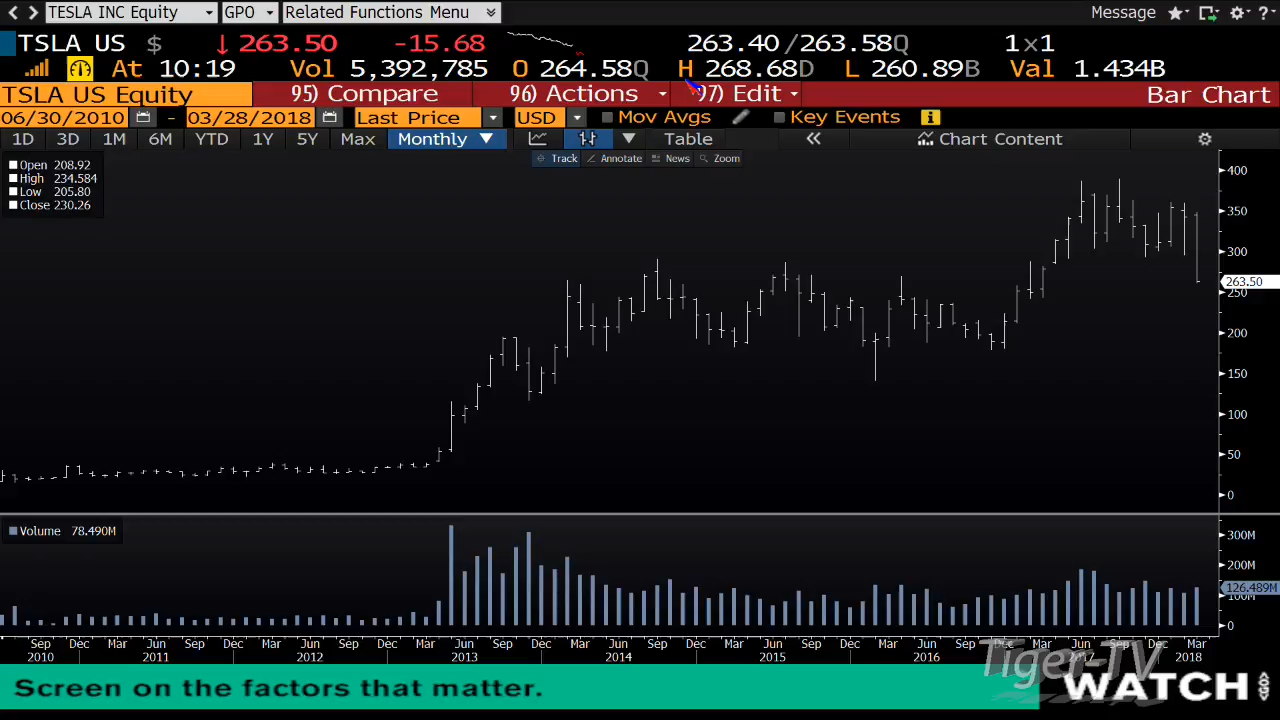 TESLA INC Equity GPO Related Functions Menu Message ?
TSLA US $ ↓263.50 -15.68 263.40/263.58Q 1x1
At 10:19 Vol 5,392,785 O 264.58Q H 268.68D L 260.89B Val 1.434B
TSLA US Equity 95) Compare 96) Actions 97) Edit Bar Chart
06/30/2010 - 03/28/2018 Last Price USD Mov Avgs Key Events i
1D 3D 1M 6M YTD 1Y 5Y Max Monthly ▼ Table « Chart Content
Track Annotate News Zoom
Open 208.92
High 234.584
Low 205.80
Close 230.26
400
350
300
263.50
250
200
150
100
50
0
Volume 78.490M
300M
200M
126.489M
100M
0
Sep Dec Mar Jun Sep Dec Mar Jun Sep Dec Mar Jun Sep Dec Mar Jun Sep Dec Mar Jun Sep Dec Mar Jun Sep Dec Mar Jun Sep Dec Mar
2010 2011 2012 2013 2014 2015 2016 2017 2018
Tiger-TV
Screen on the factors that matter.
WATCH